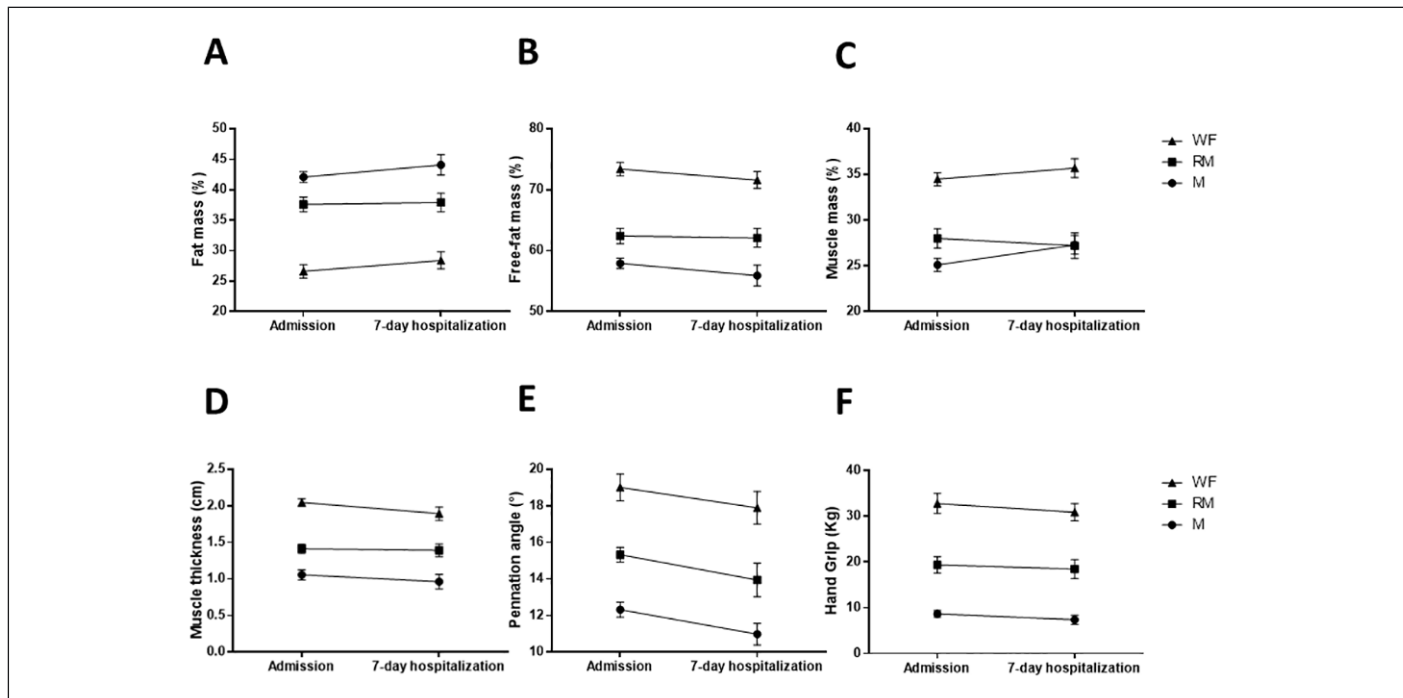 A
B
C
Fat mass (%)
50
45
40
35
30
25
20
Admission
7-day hospitalization
Free-fat mass (%)
80
70
60
50
Admission
7-day hospitalization
Muscle mass (%)
40
35
30
25
20
Admission
7-day hospitalization
WF
RM
M
D
E
F
Muscle thickness (cm)
2.5
2.0
1.5
1.0
0.5
0.0
Admission
7-day hospitalization
Pennation angle (°)
20
18
16
14
12
10
Admission
7-day hospitalization
Hand Grip (Kg)
40
30
20
10
0
Admission
7-day hospitalization
WF
RM
M